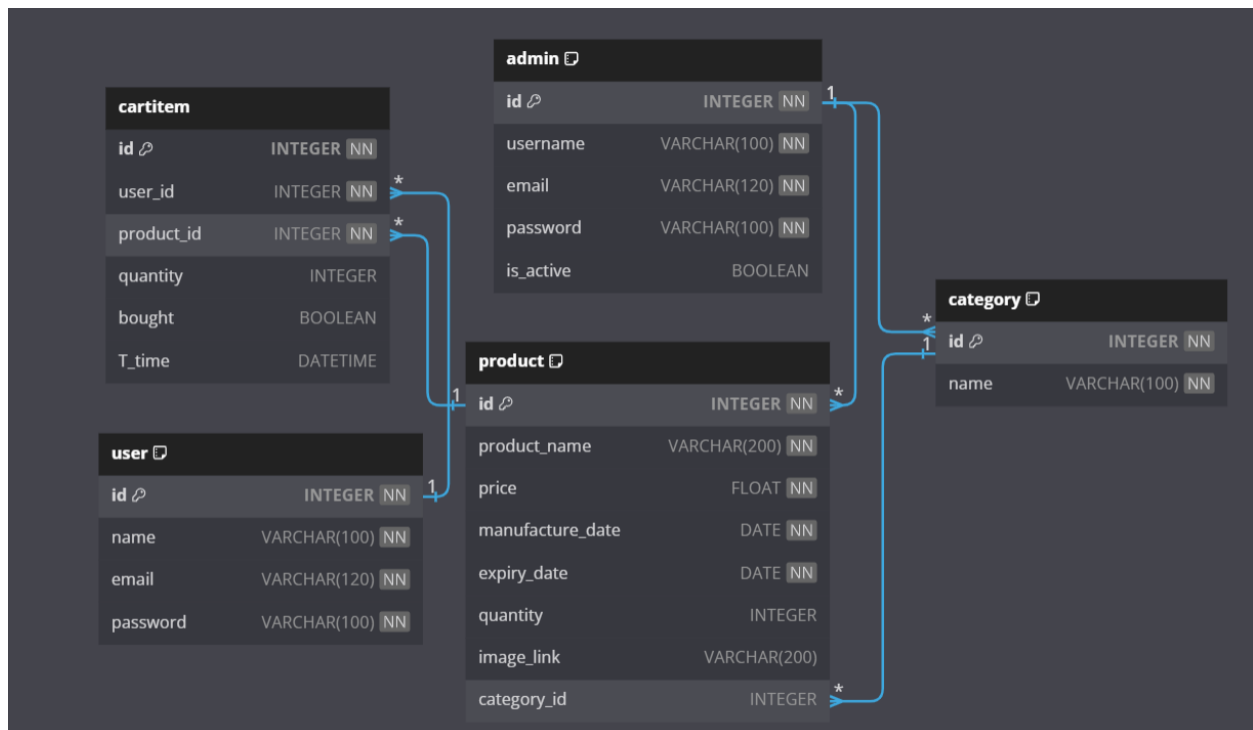 cartitem
id INTEGER NN
user_id INTEGER NN *
product_id INTEGER NN *
quantity INTEGER
bought BOOLEAN
T_time DATETIME
user
id INTEGER NN 1
name VARCHAR(100) NN
email VARCHAR(120) NN
password VARCHAR(100) NN
admin
id INTEGER NN 1
username VARCHAR(100) NN
email VARCHAR(120) NN
password VARCHAR(100) NN
is_active BOOLEAN
product
1 id INTEGER NN *
product_name VARCHAR(200) NN
price FLOAT NN
manufacture_date DATE NN
expiry_date DATE NN
quantity INTEGER
image_link VARCHAR(200)
category_id INTEGER *
category
* 1 id INTEGER NN
name VARCHAR(100) NN